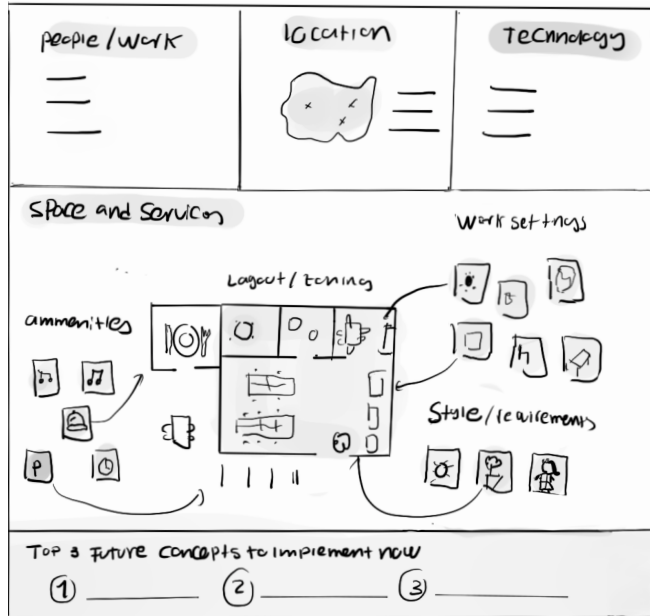 people/work
location
Technology
Space and Services
Work settings
Layout/zoning
ammenities
Style/requirements
P
Top 3 Future concepts to implement now
1
2
3